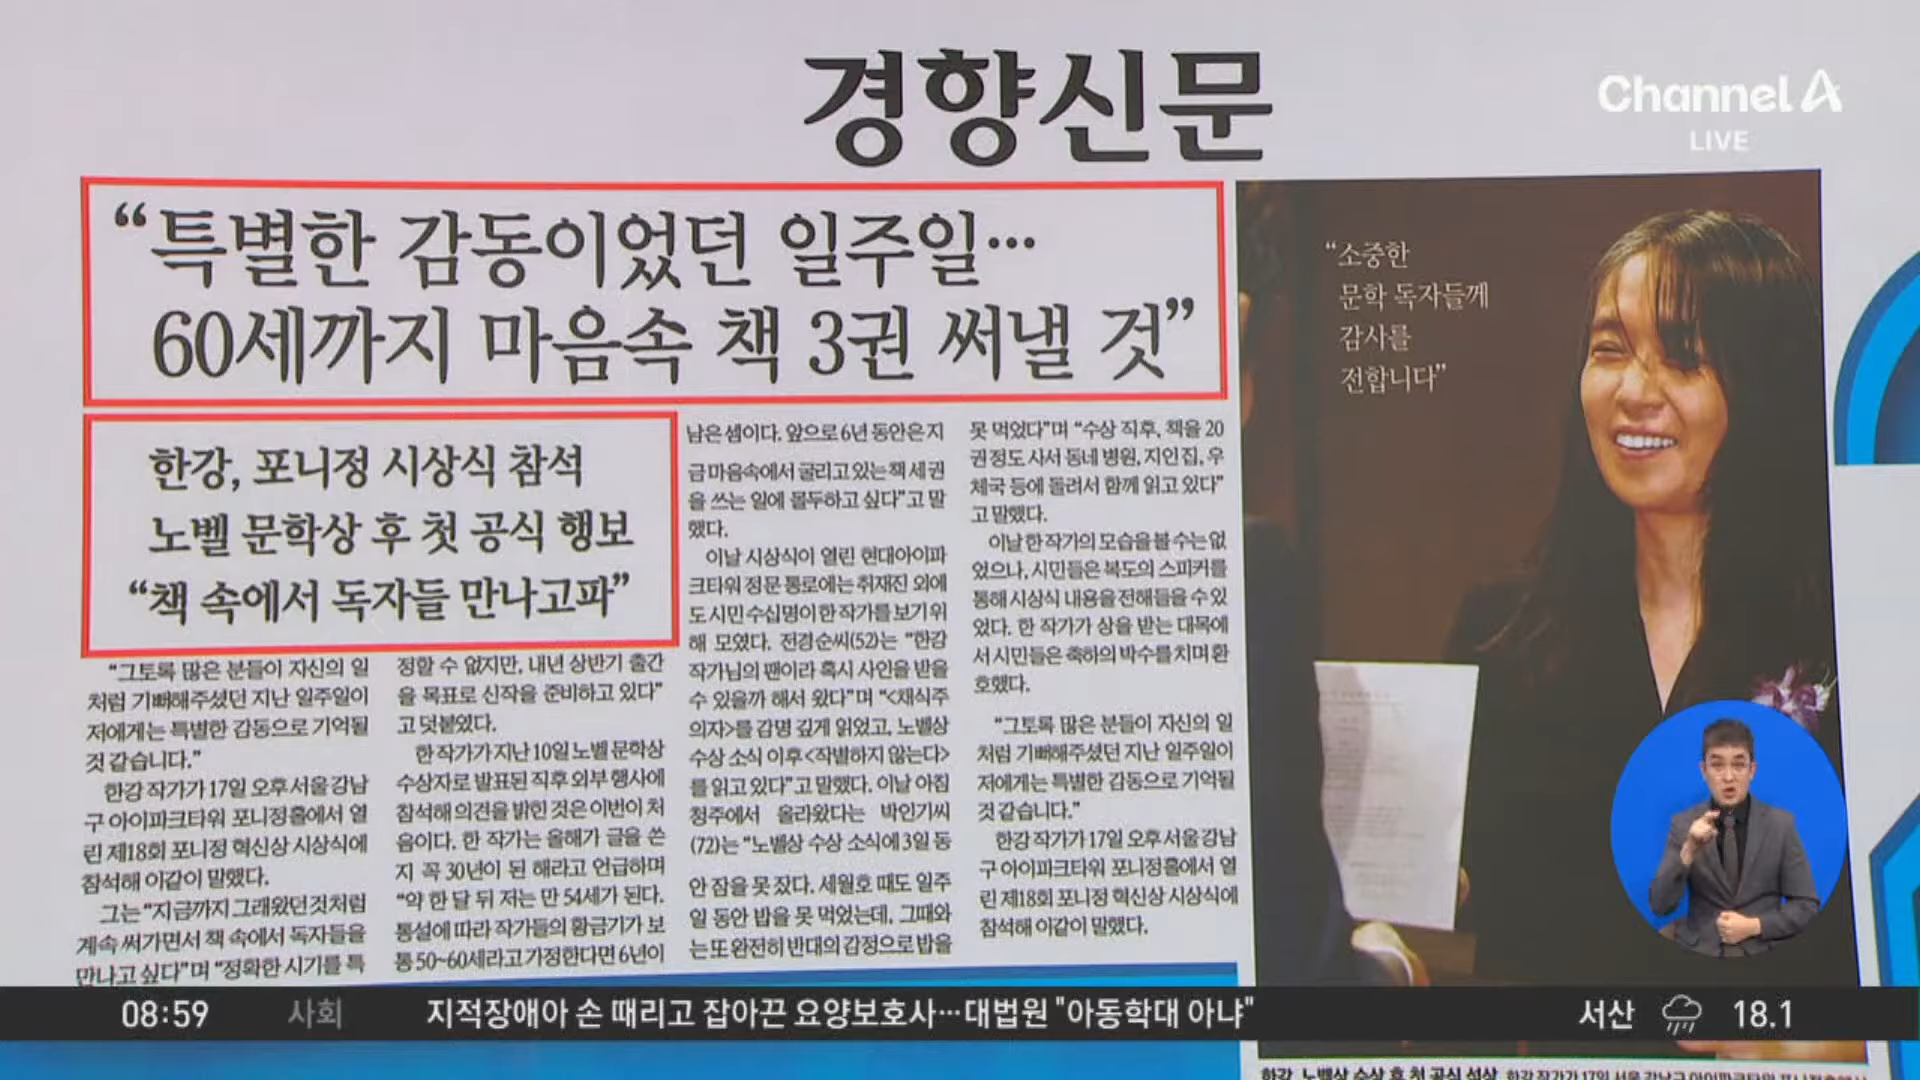 경향신문
Channel A
LIVE
“특별한 감동이었던 일주일…
60세까지 마음속 책 3권 써낼 것”
한강, 포니정 시상식 참석
노벨 문학상 후 첫 공식 행보
“책 속에서 독자들 만나고파”
“그토록 많은 분들이 자신의 일
처럼 기뻐해주셨던 지난 일주일이
저에게는 특별한 감동으로 기억될
것 같습니다.”
한강 작가가 17일 오후 서울 강남
구 아이파크타워 포니정홀에서 열
린 제18회 포니정 혁신상 시상식에
참석해 이같이 말했다.
그는 “지금까지 그래왔던 것처럼
계속 써가면서 책 속에서 독자들을
만나고 싶다”며 “정확한 시기를 특
정할 수 없지만, 내년 상반기 출간
을 목표로 신작을 준비하고 있다”
고 덧붙였다.
한 작가가 지난 10일 노벨 문학상
수상자로 발표된 직후 외부 행사에
참석해 의견을 밝힌 것은 이번이 처
음이다. 한 작가는 올해가 글을 쓴
지 꼭 30년이 된 해라고 언급하며
“약 한 달 뒤 저는 만 54세가 된다.
통설에 따라 작가들의 황금기가 보
통 50~60세라고 가정한다면 6년이
남은 셈이다. 앞으로 6년 동안은 지
금 마음속에서 굴리고 있는 책 세 권
을 쓰는 일에 몰두하고 싶다”고 말
했다.
이날 시상식이 열린 현대아이파
크타워 정문 통로에는 취재진 외에
도 시민 수십명이 한 작가를 보기 위
해 모였다. 전경순씨(52)는 “한강
작가님의 팬이라 혹시 사인을 받을
수 있을까 해서 왔다”며 “<채식주
의자>를 감명 깊게 읽었고, 노벨상
수상 소식 이후 <작별하지 않는다>
를 읽고 있다”고 말했다. 이날 아침
청주에서 올라왔다는 박인기씨
(72)는 “노벨상 수상 소식에 3일 동
안 잠을 못 잤다. 세월호 때도 일주
일 동안 밥을 못 먹었는데, 그때와
는 또 완전히 반대의 감정으로 밥을
못 먹었다”며 “수상 직후, 책을 20
권 정도 사서 동네 병원, 지인 집, 우
체국 등에 돌려서 함께 읽고 있다”
고 말했다.
이날 한 작가의 모습을 볼 수는 없
었으나, 시민들은 복도의 스피커를
통해 시상식 내용을 전해들을 수 있
었다. 한 작가가 상을 받는 대목에
서 시민들은 축하의 박수를 치며 환
호했다.
“그토록 많은 분들이 자신의 일
처럼 기뻐해주셨던 지난 일주일이
저에게는 특별한 감동으로 기억될
것 같습니다.”
한강 작가가 17일 오후 서울 강남
구 아이파크타워 포니정홀에서 열
린 제18회 포니정 혁신상 시상식에
참석해 이같이 말했다.
“소중한
문학 독자들께
감사를
전합니다”
08:59 사회 지적장애아 손 때리고 잡아끈 요양보호사…대법원 "아동학대 아냐" 서산 18.1
한강, 노벨상 수상 후 첫 공식 석상 한강 작가가 17일 서울 강남구